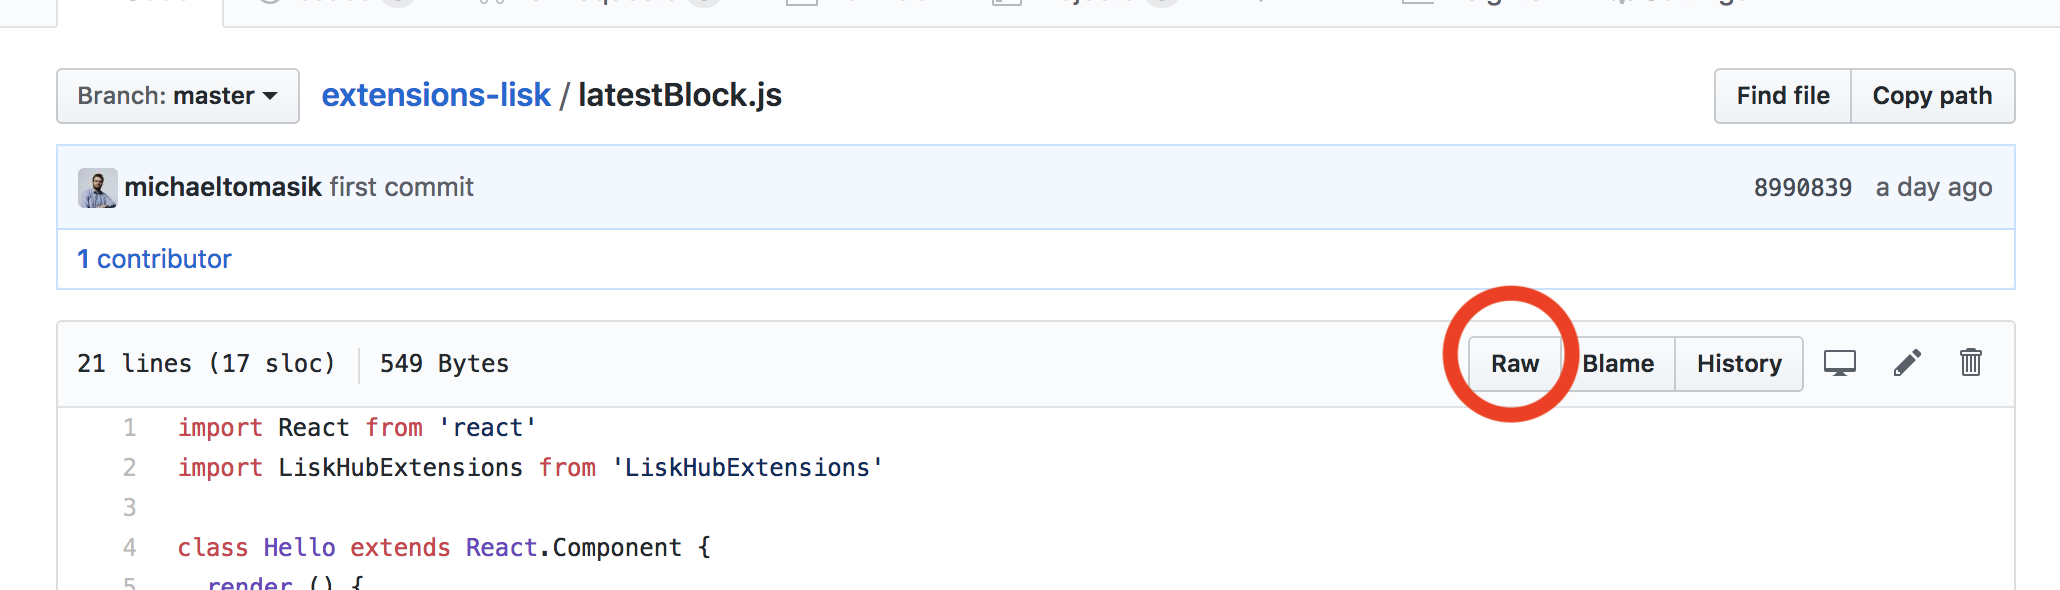 Branch: master
extensions-lisk / latestBlock.js
Find file
Copy path
michaeltomasik first commit
8990839 a day ago
1 contributor
21 lines (17 sloc)
549 Bytes
Raw
Blame
History
1 import React from 'react'
2 import LiskHubExtensions from 'LiskHubExtensions'
3
4 class Hello extends React.Component {
5 render () {